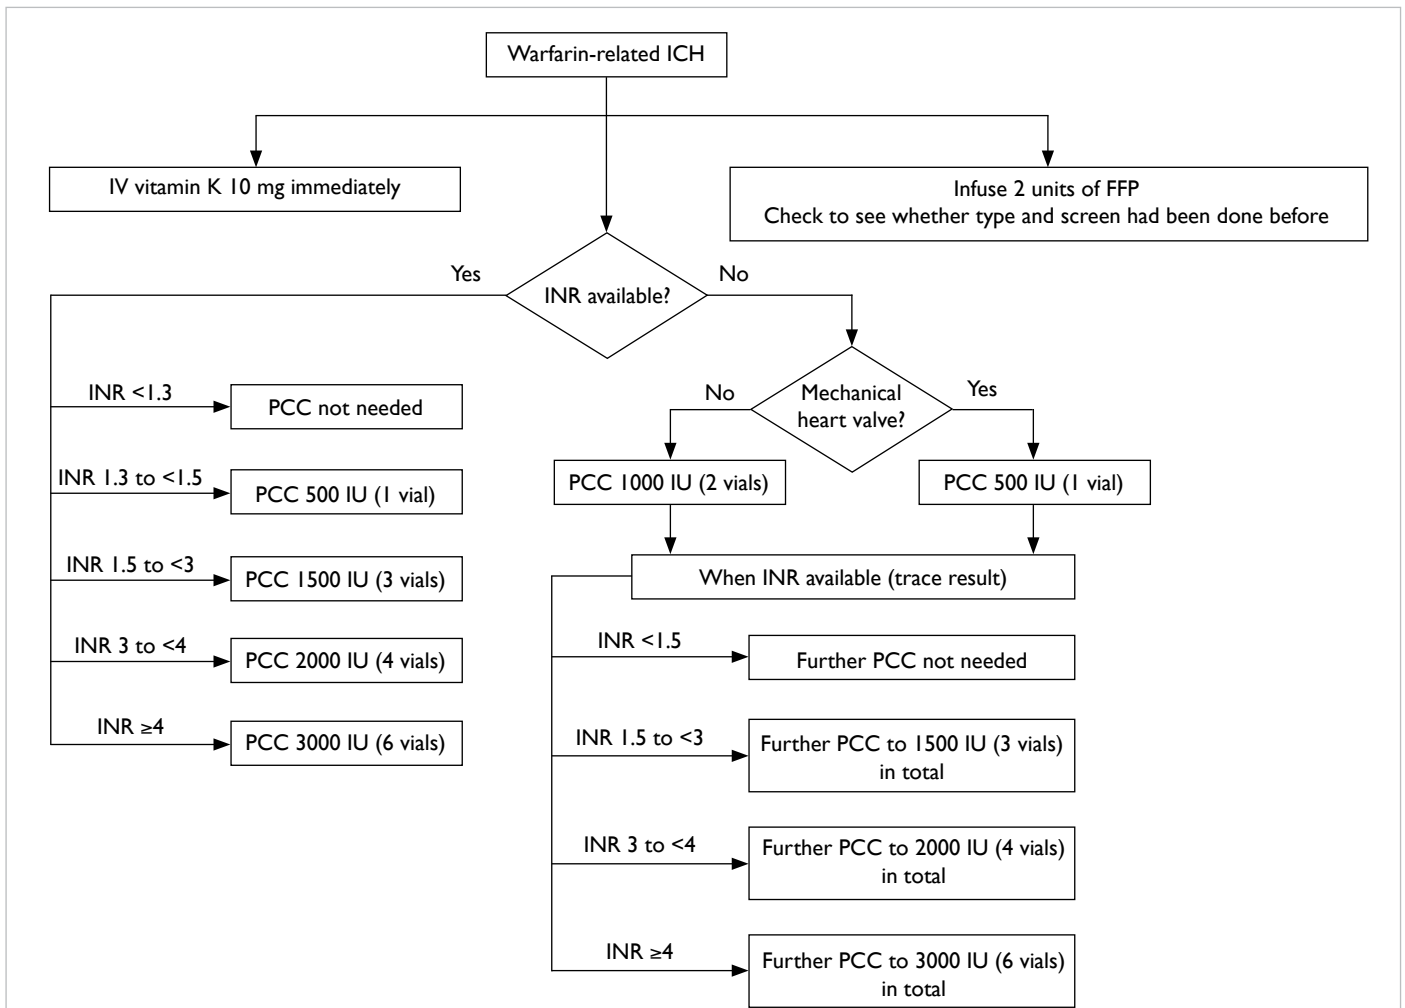 Warfarin-related ICH
IV vitamin K 10 mg immediately
Infuse 2 units of FFP
Check to see whether type and screen had been done before
Yes
INR available?
No
INR <1.3
PCC not needed
INR 1.3 to <1.5
PCC 500 IU (1 vial)
INR 1.5 to <3
PCC 1500 IU (3 vials)
INR 3 to <4
PCC 2000 IU (4 vials)
INR ≥4
PCC 3000 IU (6 vials)
No
Mechanical
heart valve?
Yes
PCC 1000 IU (2 vials)
PCC 500 IU (1 vial)
When INR available (trace result)
INR <1.5
Further PCC not needed
INR 1.5 to <3
Further PCC to 1500 IU (3 vials)
in total
INR 3 to <4
Further PCC to 2000 IU (4 vials)
in total
INR ≥4
Further PCC to 3000 IU (6 vials)
in total